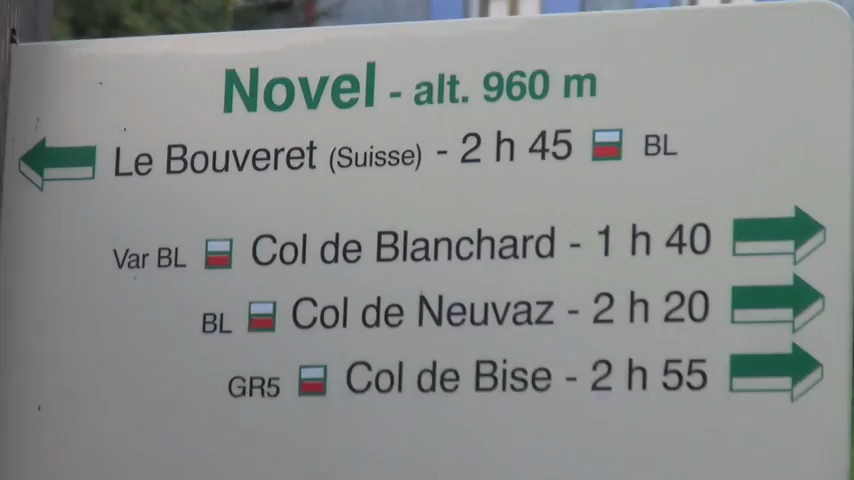 Novel - alt. 960 m
Le Bouveret (Suisse) - 2 h 45 BL
Var BL Col de Blanchard - 1 h 40
BL Col de Neuvaz - 2 h 20
GR5 Col de Bise - 2 h 55